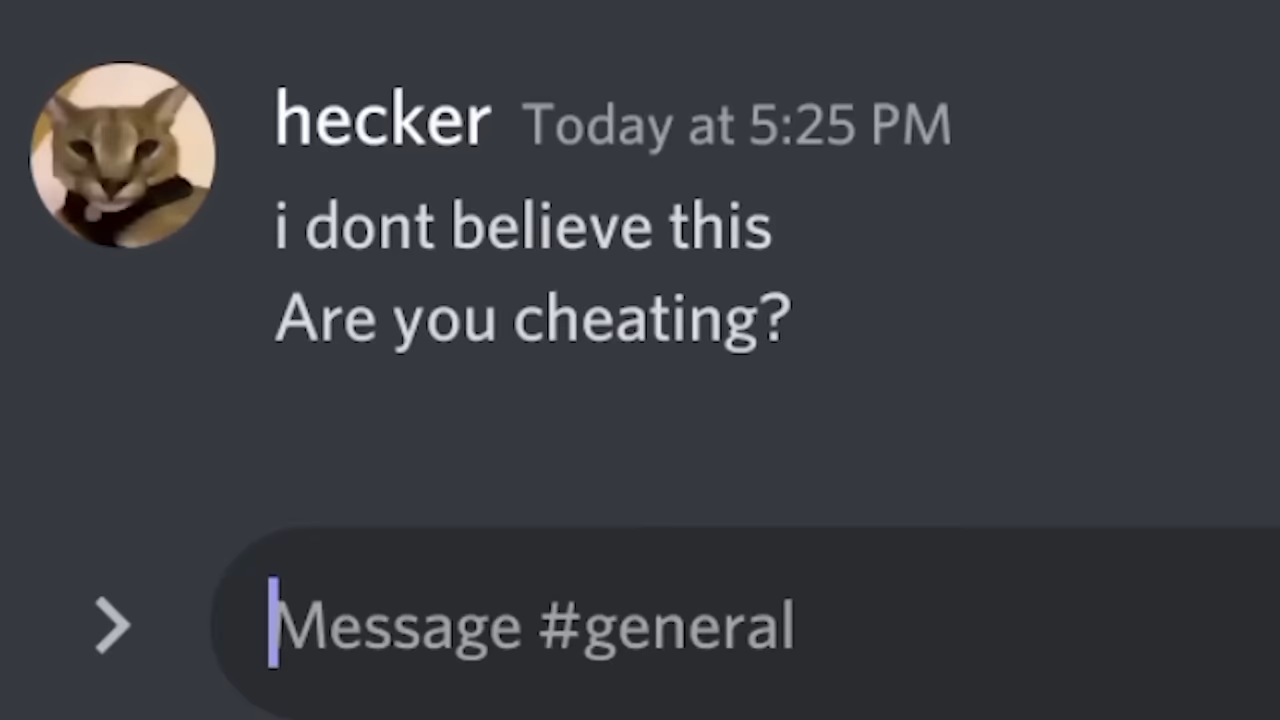 hecker Today at 5:25 PM
i dont believe this
Are you cheating?
Message #general